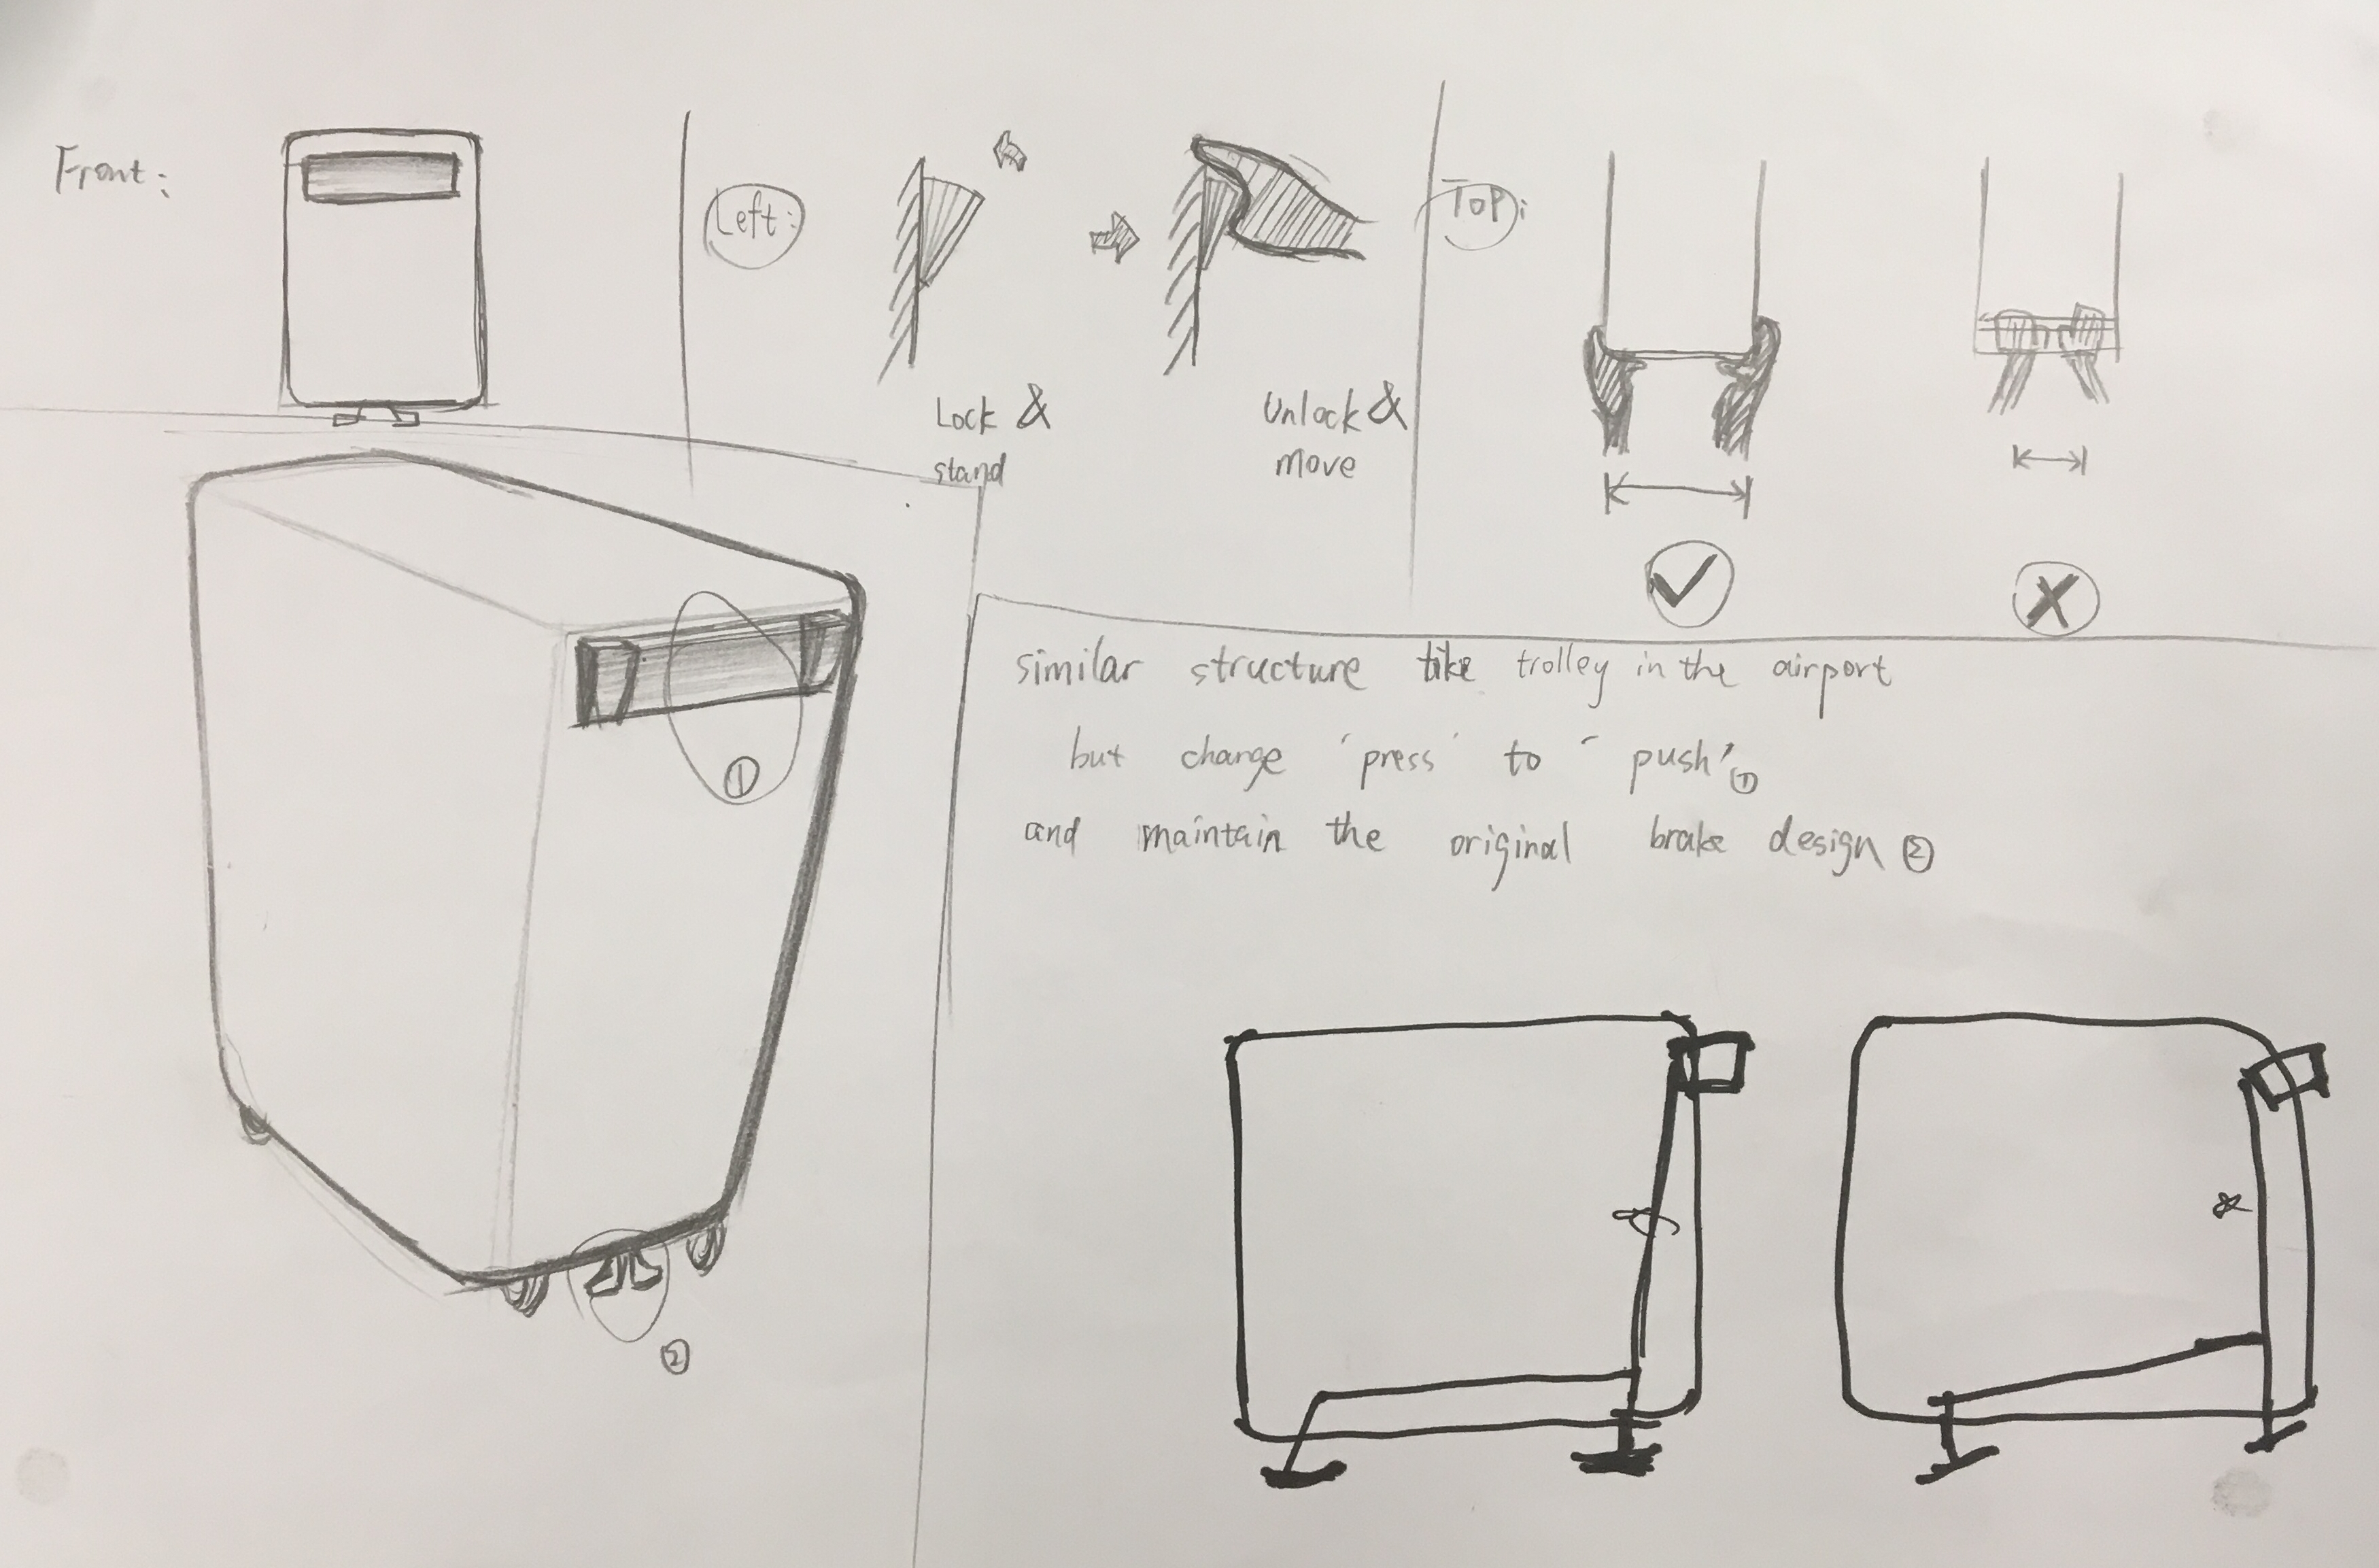 Front:
Left:
Lock &
stand
Unlock &
move
Top:
similar structure like trolley in the airport
but change 'press' to 'push' ①
and maintain the original brake design ②
①
②